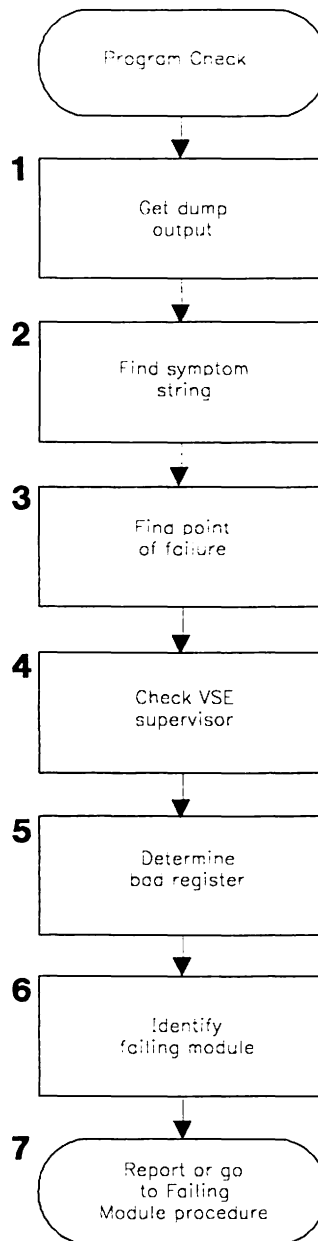 Program Check
1
Get dump
output
2
Find symptom
string
3
Find point
of failure
4
Check VSE
supervisor
5
Determine
bad register
6
Identify
failing module
7
Report or go
to Failing
Module procedure